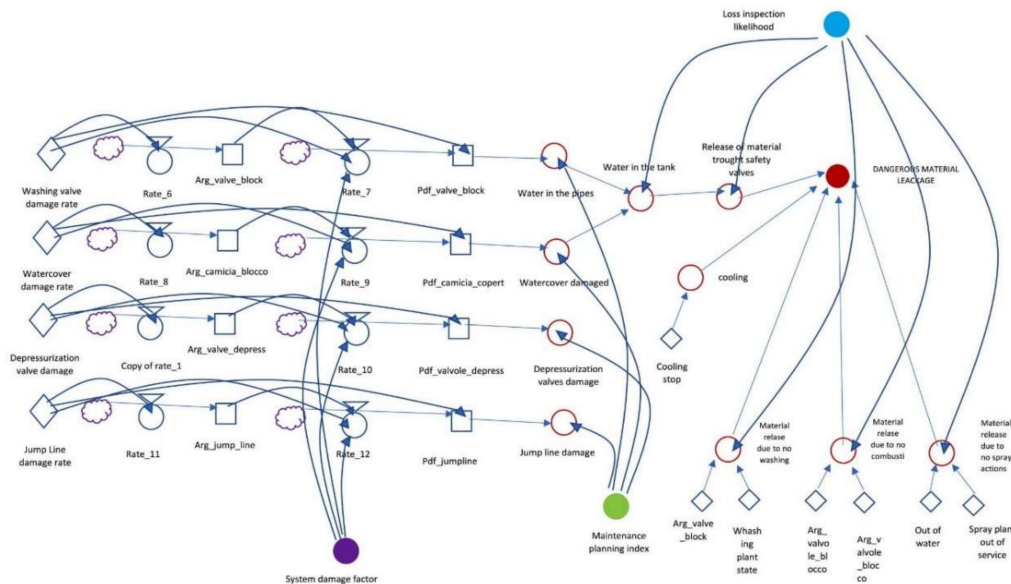 Loss inspection
likelihood
Washing valve
damage rate
Rate_6
Arg_valve_block
Rate_7
Pdf_valve_block
Water in the pipes
Water in the tank
Release of material
trought safety
valves
DANGEROUS MATERIAL
LEACKAGE
Watercover
damage rate
Rate_8
Arg_camicia_blocco
Rate_9
Pdf_camicia_copert
Watercover damaged
cooling
Cooling
stop
Depressurization
valve damage
Copy of rate_1
Arg_valve_depress
Rate_10
Pdf_valvole_depress
Depressurization
valves damage
Jump Line
damage rate
Rate_11
Arg_jump_line
Rate_12
Pdf_jumpline
Jump line damage
Material
relase
due to no
washing
Material
relase
due to no
combusti
Material
release
due to
no spray
actions
System damage factor
Maintenance
planning index
Arg_valve
_block
Whash
ing
plant
state
Arg_
valvo
le_bl
occo
Arg_v
alvole
_bloc
co
Out of
water
Spray plan
out of
service